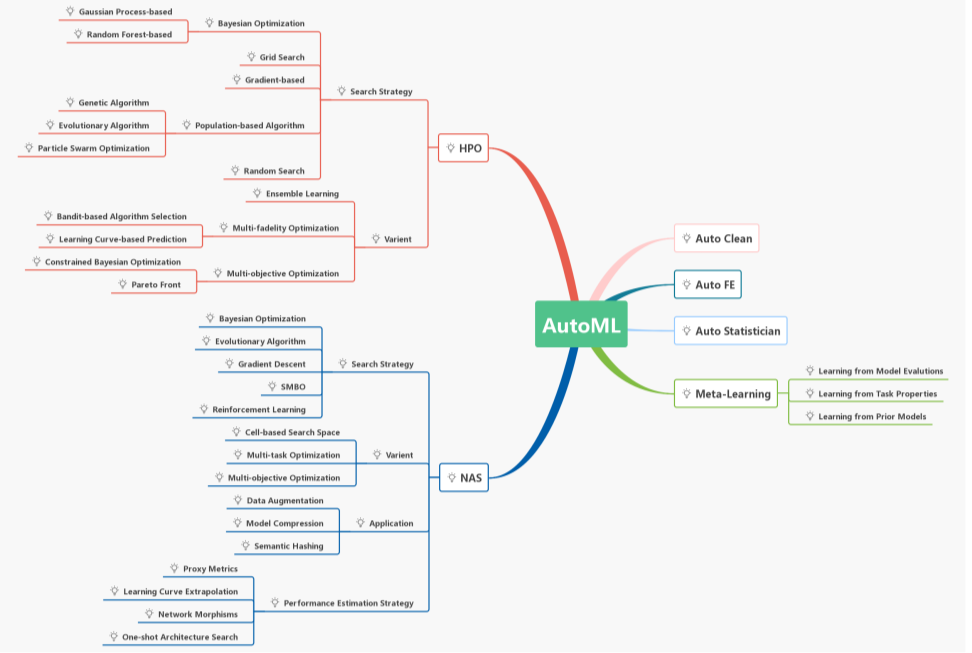 AutoML
HPO
Search Strategy
Bayesian Optimization
Gaussian Process-based
Random Forest-based
Grid Search
Gradient-based
Population-based Algorithm
Genetic Algorithm
Evolutionary Algorithm
Particle Swarm Optimization
Random Search
Varient
Ensemble Learning
Multi-fadelity Optimization
Bandit-based Algorithm Selection
Learning Curve-based Prediction
Multi-objective Optimization
Constrained Bayesian Optimization
Pareto Front
NAS
Search Strategy
Bayesian Optimization
Evolutionary Algorithm
Gradient Descent
SMBO
Reinforcement Learning
Varient
Cell-based Search Space
Multi-task Optimization
Multi-objective Optimization
Application
Data Augmentation
Model Compression
Semantic Hashing
Performance Estimation Strategy
Proxy Metrics
Learning Curve Extrapolation
Network Morphisms
One-shot Architecture Search
Auto Clean
Auto FE
Auto Statistician
Meta-Learning
Learning from Model Evalutions
Learning from Task Properties
Learning from Prior Models